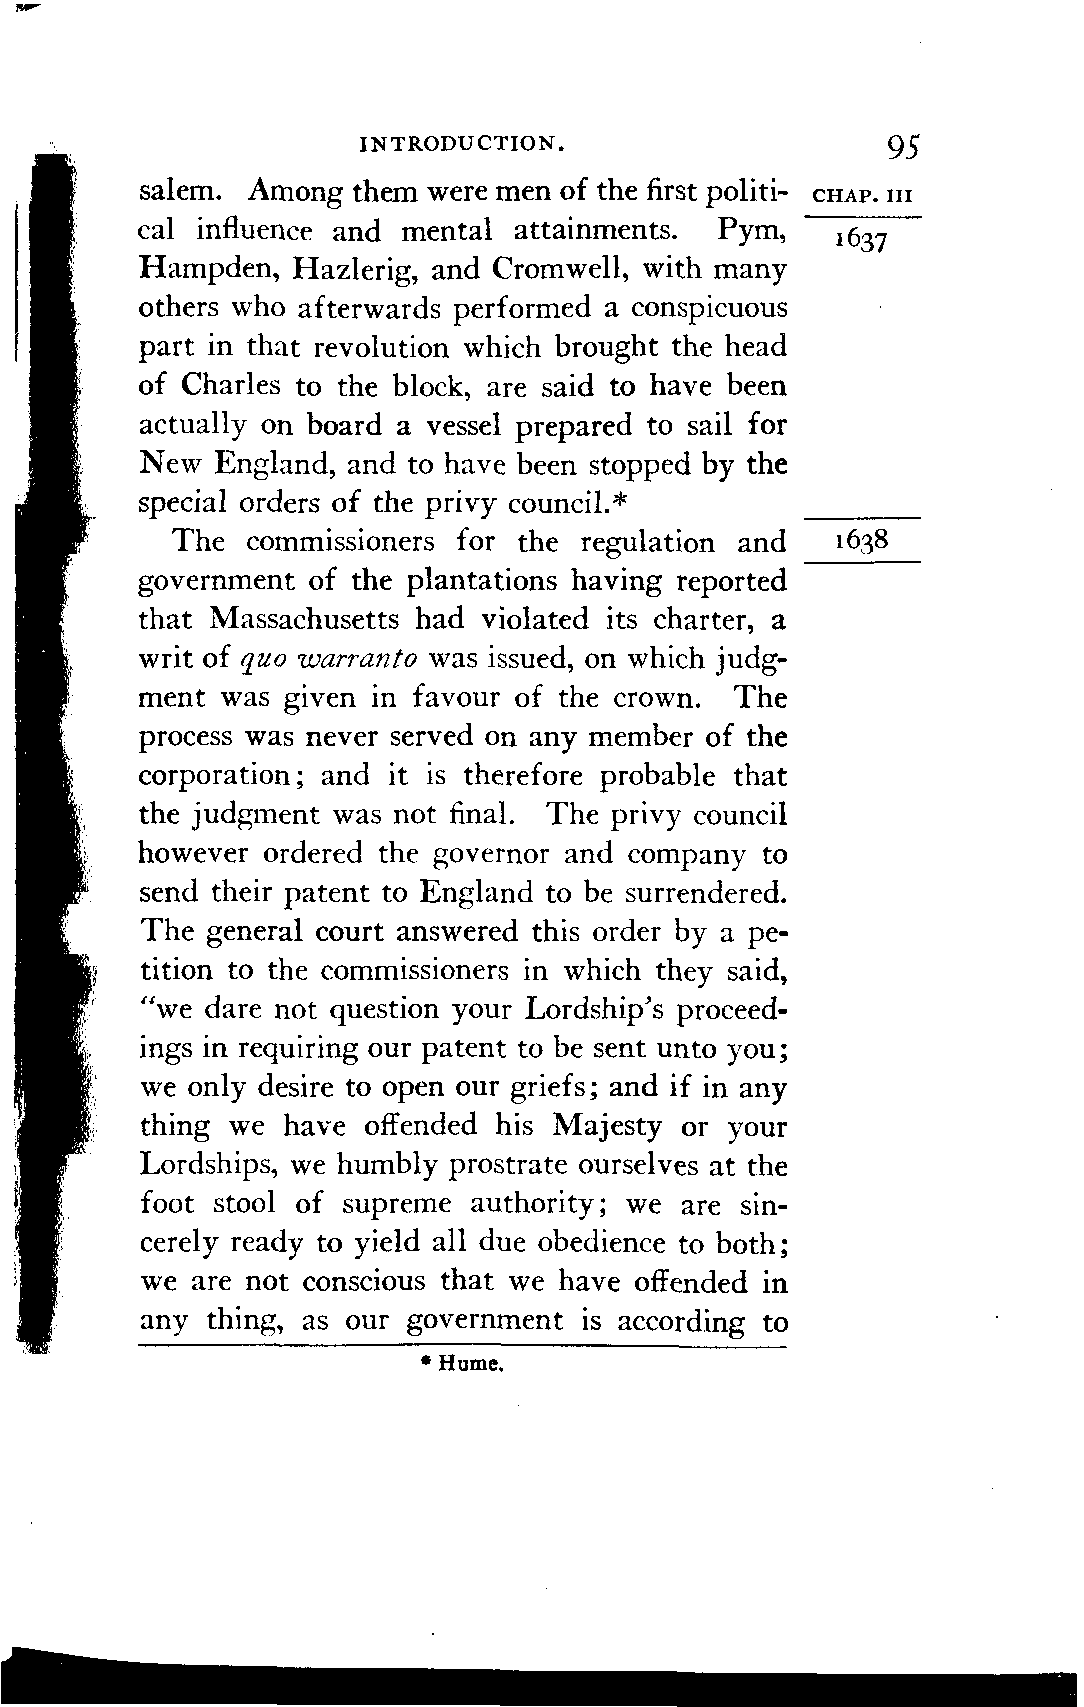 INTRODUCTION. 95
salem. Among them were men of the first politi- CHAP. III
cal influence and mental attainments. Pym, 1637
Hampden, Hazlerig, and Cromwell, with many
others who afterwards performed a conspicuous
part in that revolution which brought the head
of Charles to the block, are said to have been
actually on board a vessel prepared to sail for
New England, and to have been stopped by the
special orders of the privy council.*
The commissioners for the regulation and 1638
government of the plantations having reported
that Massachusetts had violated its charter, a
writ of quo warranto was issued, on which judg-
ment was given in favour of the crown. The
process was never served on any member of the
corporation; and it is therefore probable that
the judgment was not final. The privy council
however ordered the governor and company to
send their patent to England to be surrendered.
The general court answered this order by a pe-
tition to the commissioners in which they said,
"we dare not question your Lordship's proceed-
ings in requiring our patent to be sent unto you;
we only desire to open our griefs; and if in any
thing we have offended his Majesty or your
Lordships, we humbly prostrate ourselves at the
foot stool of supreme authority; we are sin-
cerely ready to yield all due obedience to both;
we are not conscious that we have offended in
any thing, as our government is according to
* Hume.